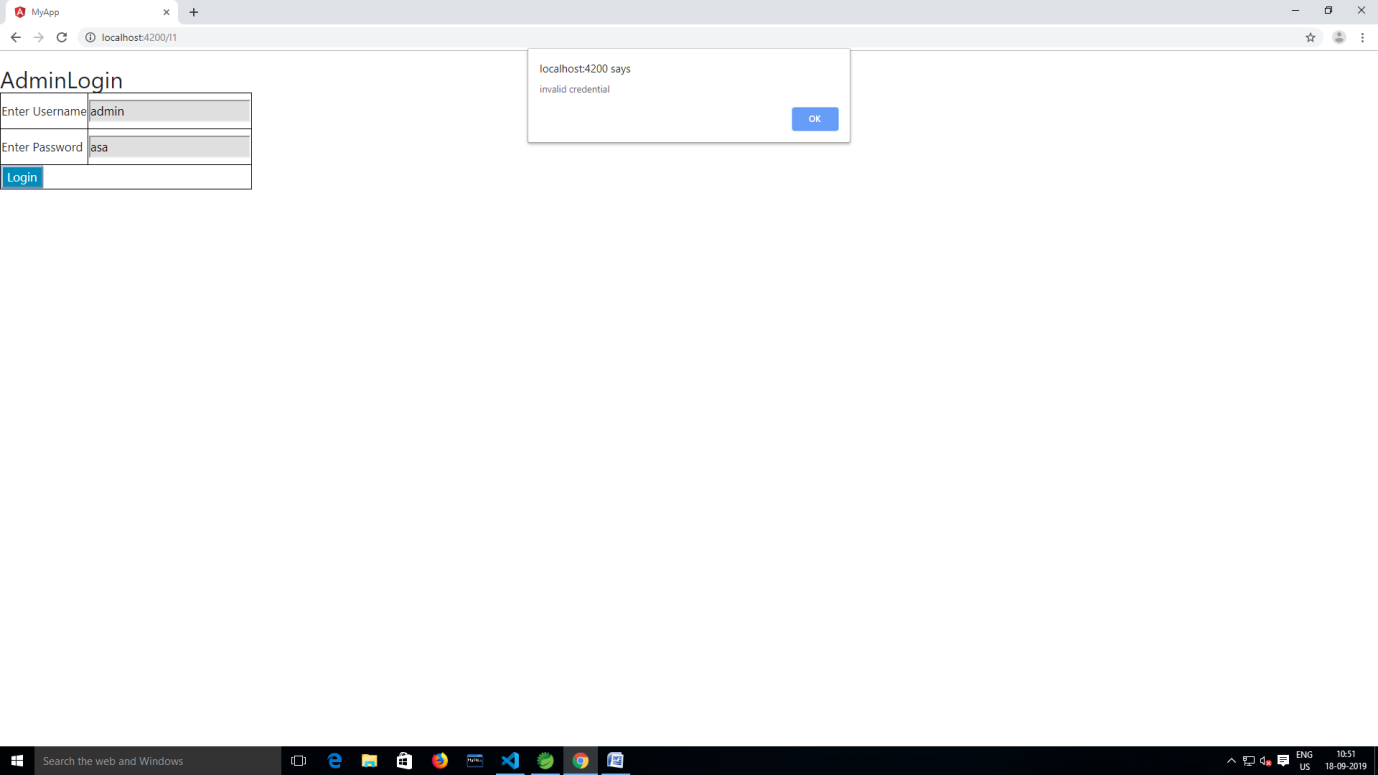 MyApp
localhost:4200/l1
localhost:4200 says
invalid credential
OK
AdminLogin
Enter Username admin
Enter Password asa
Login
Search the web and Windows
ENG
US
10:51
18-09-2019